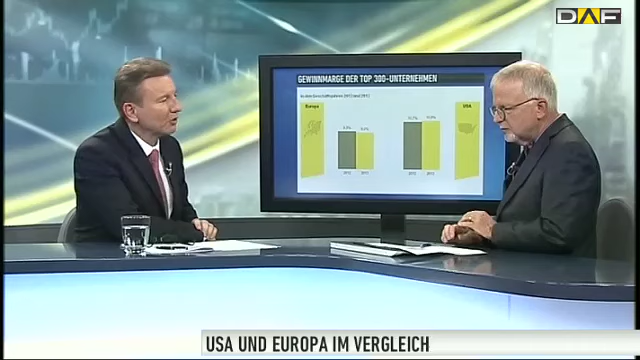 DAF
GEWINNMARGE DER TOP 300-UNTERNEHMEN
Europa
USA
2012 2013
2012 2013
USA UND EUROPA IM VERGLEICH